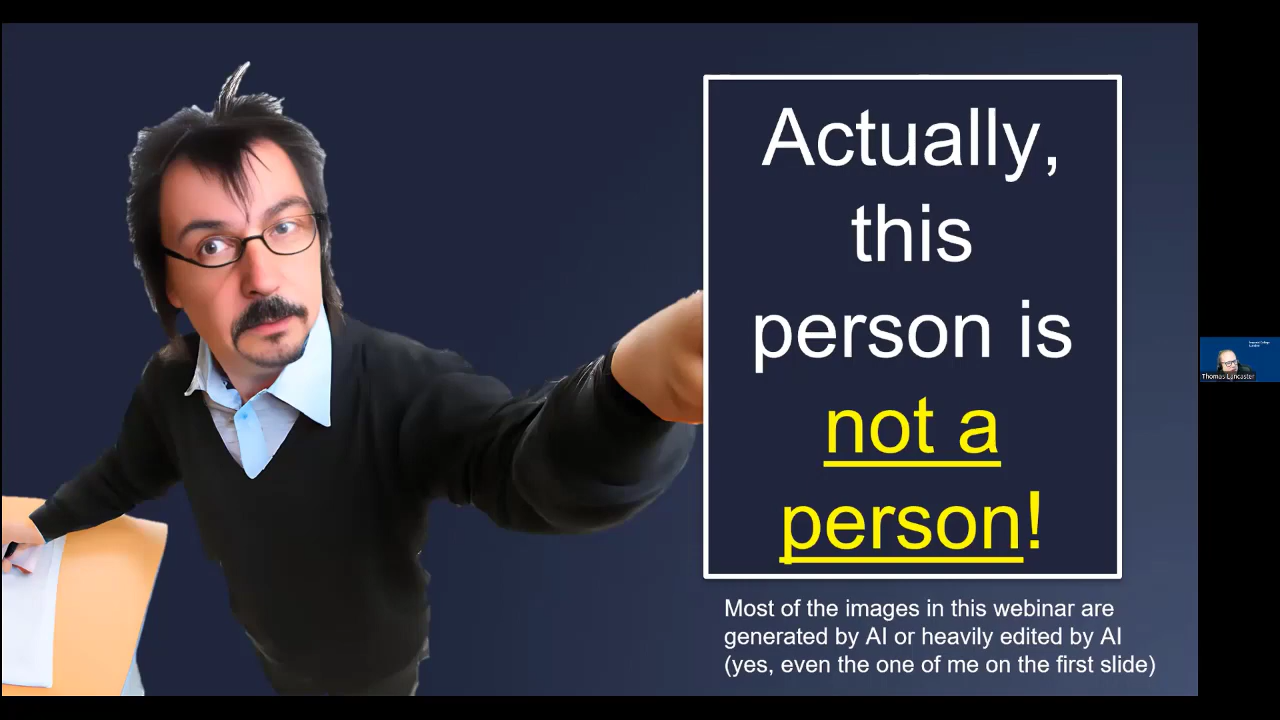 Actually,
this
person is
not a
person!
Most of the images in this webinar are
generated by AI or heavily edited by AI
(yes, even the one of me on the first slide)
Thomas Lancaster